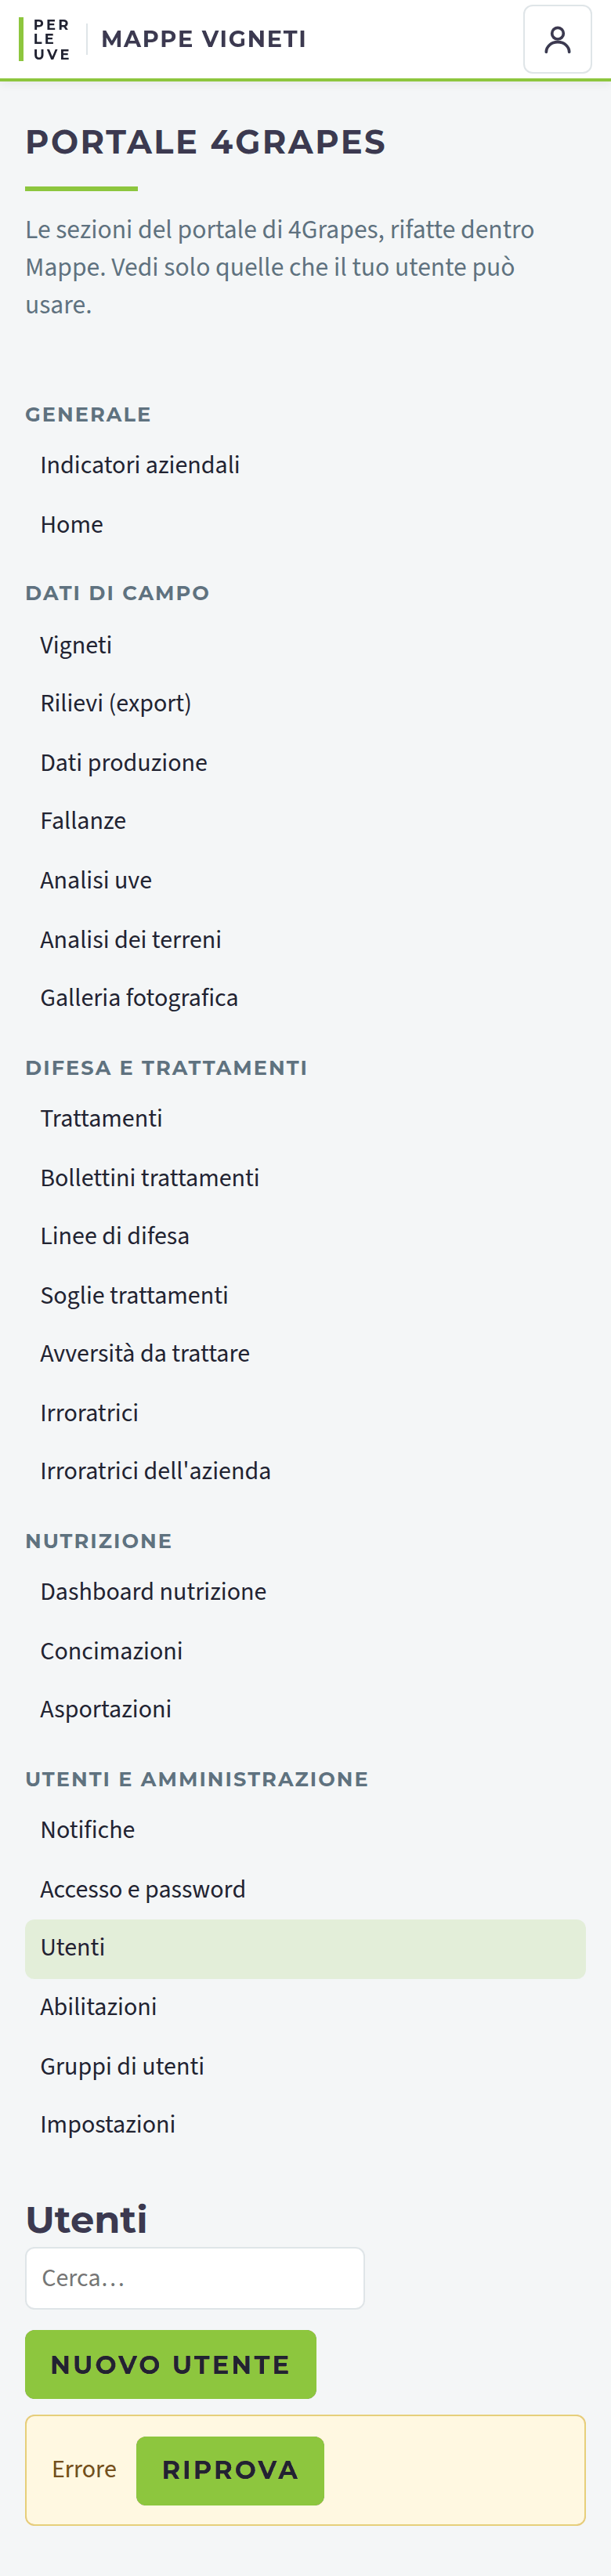 PER
LE
UVE
MAPPE VIGNETI
PORTALE 4GRAPES
Le sezioni del portale di 4Grapes, rifatte dentro
Mappe. Vedi solo quelle che il tuo utente può
usare.
GENERALE
Indicatori aziendali
Home
DATI DI CAMPO
Vigneti
Rilievi (export)
Dati produzione
Fallanze
Analisi uve
Analisi dei terreni
Galleria fotografica
DIFESA E TRATTAMENTI
Trattamenti
Bollettini trattamenti
Linee di difesa
Soglie trattamenti
Avversità da trattare
Irroratrici
Irroratrici dell'azienda
NUTRIZIONE
Dashboard nutrizione
Concimazioni
Asportazioni
UTENTI E AMMINISTRAZIONE
Notifiche
Accesso e password
Utenti
Abilitazioni
Gruppi di utenti
Impostazioni
Utenti
Cerca...
NUOVO UTENTE
Errore RIPROVA